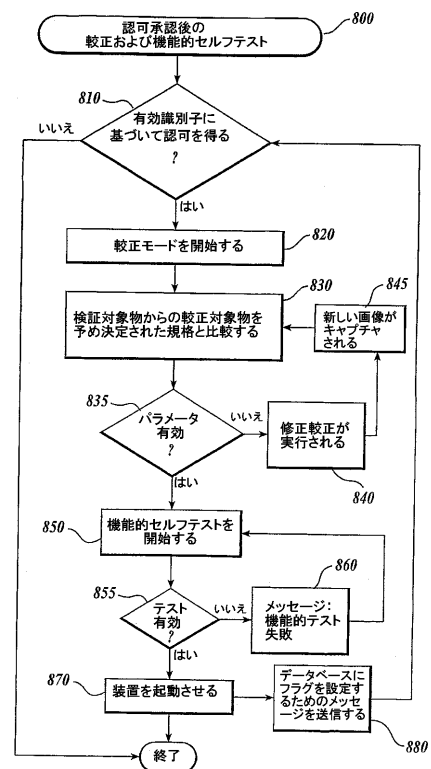 認可承認後の
較正および機能的セルフテスト
800
810
有効識別子に
基づいて認可を得る
?
いいえ
はい
較正モードを開始する
820
830
検証対象物からの較正対象物を
予め決定された規格と比較する
845
新しい画像が
キャプチャ
される
835
パラメータ
有効
?
いいえ
修正較正が
実行される
840
はい
850
機能的セルフテストを
開始する
855
テスト
有効
?
いいえ
860
メッセージ:
機能的テスト
失敗
はい
870
装置を起動させる
データベースに
フラグを設定す
るためのメッセ
ージを送信する
880
終了